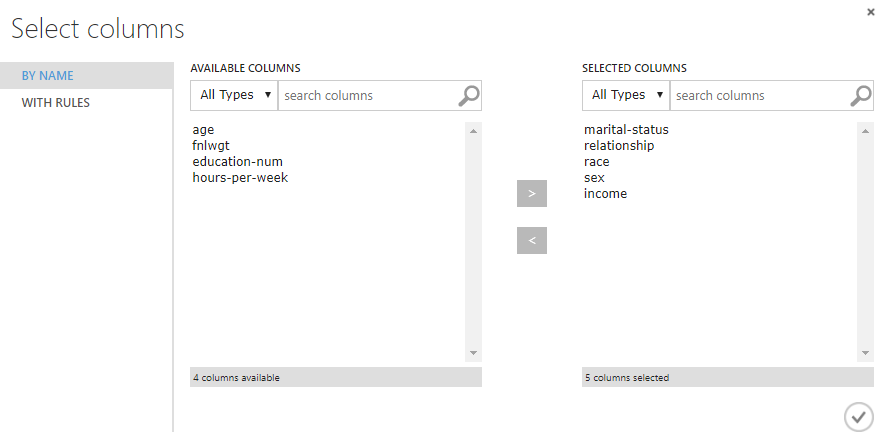 Select columns
BY NAME
WITH RULES
AVAILABLE COLUMNS
All Types
search columns
age
fnlwgt
education-num
hours-per-week
4 columns available
>
<
SELECTED COLUMNS
All Types
search columns
marital-status
relationship
race
sex
income
5 columns selected